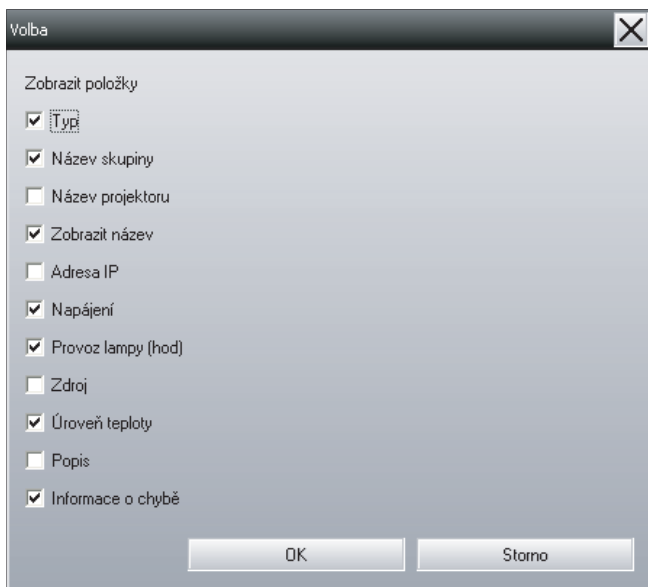 Volba
Zobrazit položky
Typ
Název skupiny
Název projektoru
Zobrazit název
Adresa IP
Napájení
Provoz lampy (hod)
Zdroj
Úroveň teploty
Popis
Informace o chybě
OK Storno